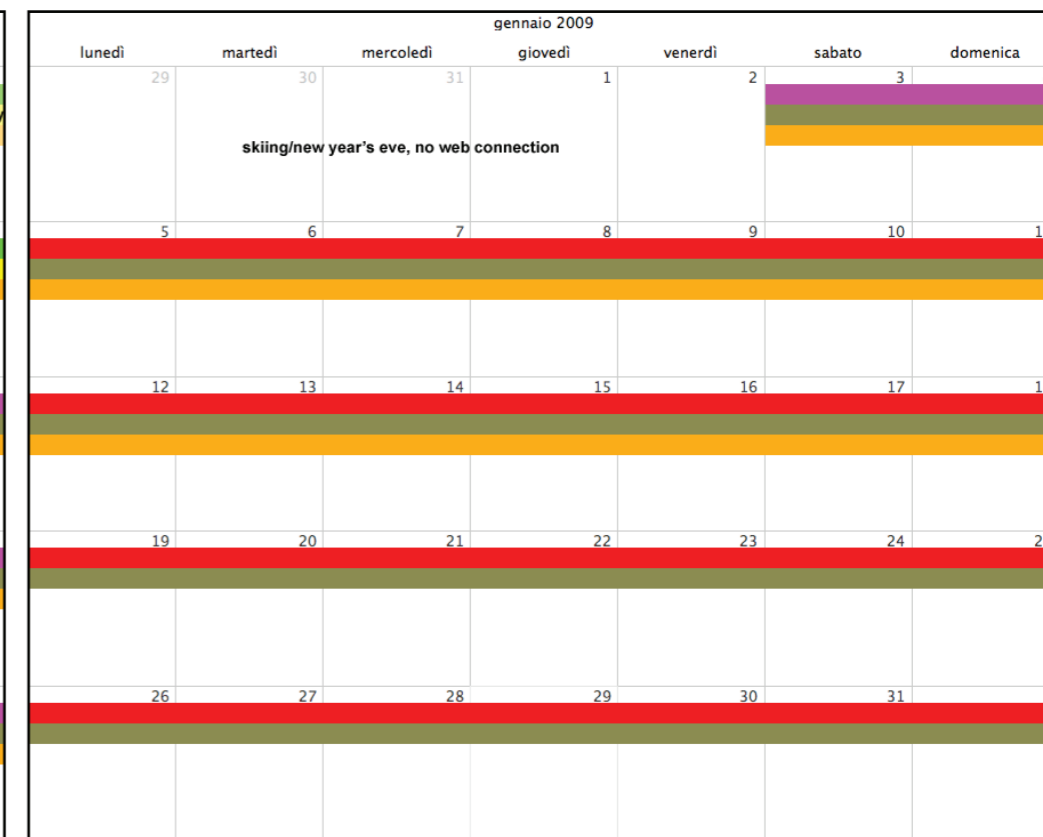 gennaio 2009
lunedì martedì mercoledì giovedì venerdì sabato domenica
29 30 31 1 2 3
skiing/new year's eve, no web connection
5 6 7 8 9 10
12 13 14 15 16 17
19 20 21 22 23 24
26 27 28 29 30 31